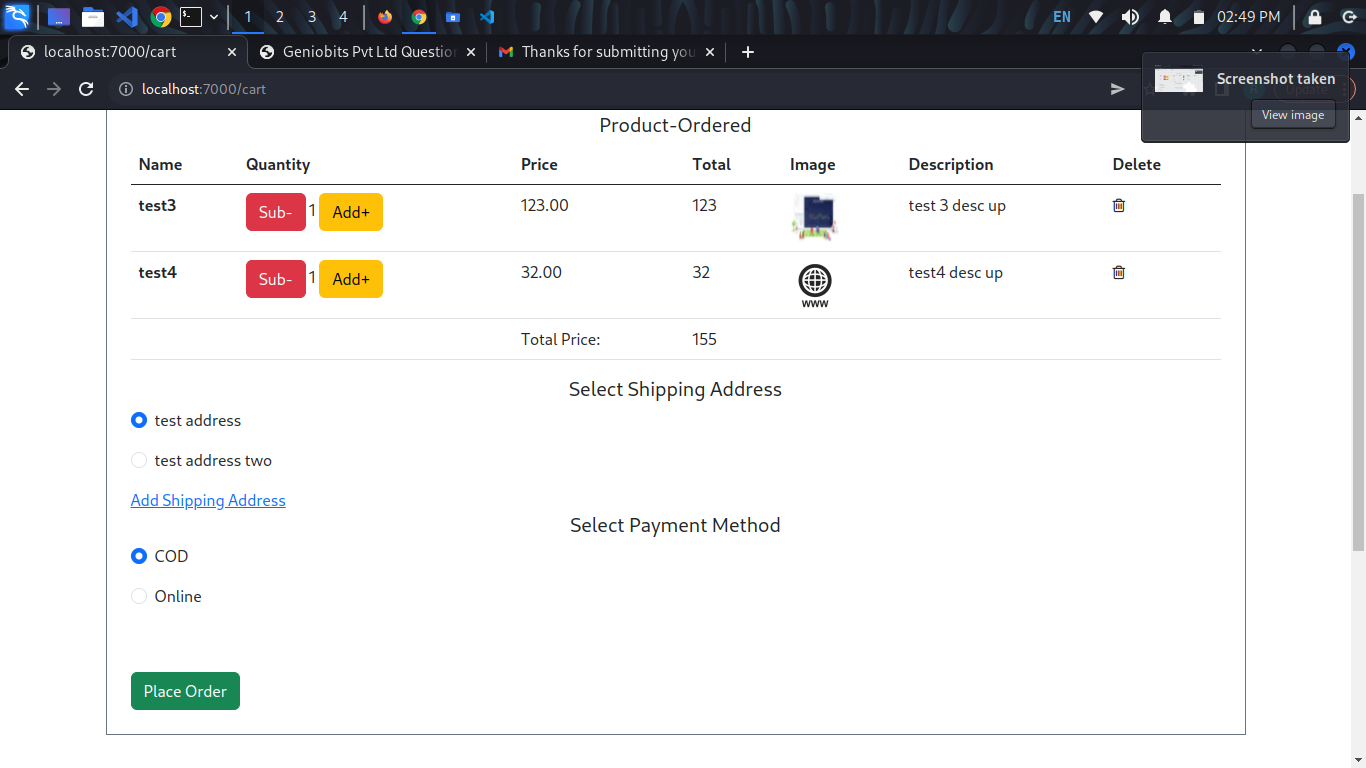 1 2 3 4 EN 02:49 PM
localhost:7000/cart Geniobits Pvt Ltd Question Thanks for submitting you
localhost:7000/cart
Screenshot taken
View image
Product-Ordered
Name Quantity Price Total Image Description Delete
test3 Sub- 1 Add+ 123.00 123 test 3 desc up
test4 Sub- 1 Add+ 32.00 32 test4 desc up
WWW
Total Price: 155
Select Shipping Address
test address
test address two
Add Shipping Address
Select Payment Method
COD
Online
Place Order